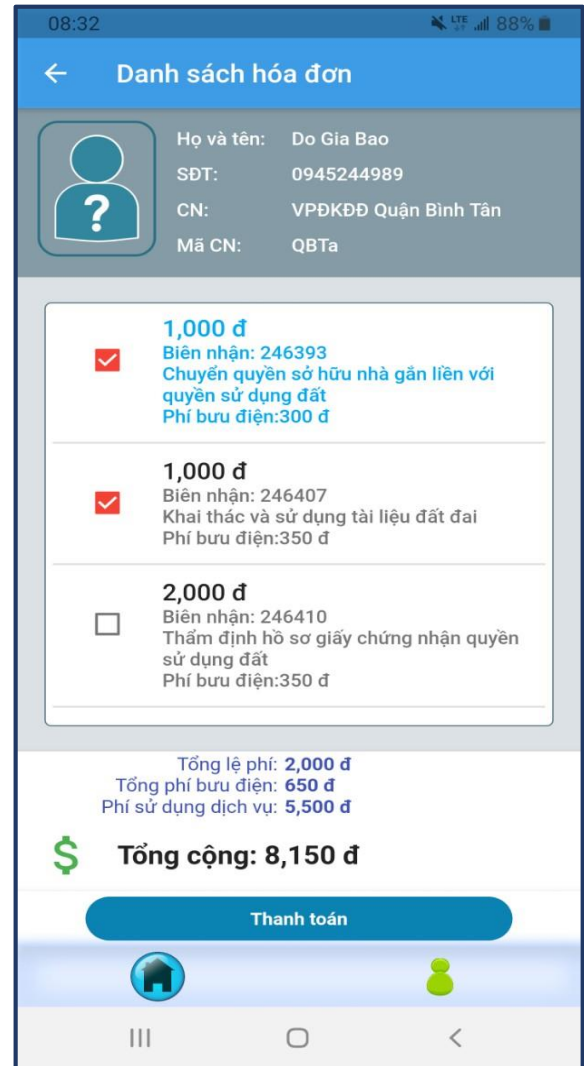 08:32
LTE
88%
Danh sách hóa đơn
Họ và tên: Do Gia Bao
SĐT: 0945244989
CN: VPĐKĐĐ Quận Bình Tân
Mã CN: QBTa
?
1,000 đ
Biên nhận: 246393
Chuyển quyền sở hữu nhà gắn liền với
quyền sử dụng đất
Phí bưu điện:300 đ
1,000 đ
Biên nhận: 246407
Khai thác và sử dụng tài liệu đất đai
Phí bưu điện:350 đ
2,000 đ
Biên nhận: 246410
Thẩm định hồ sơ giấy chứng nhận quyền
sử dụng đất
Phí bưu điện:350 đ
Tổng lệ phí: 2,000 đ
Tổng phí bưu điện: 650 đ
Phí sử dụng dịch vụ: 5,500 đ
$ Tổng cộng: 8,150 đ
Thanh toán